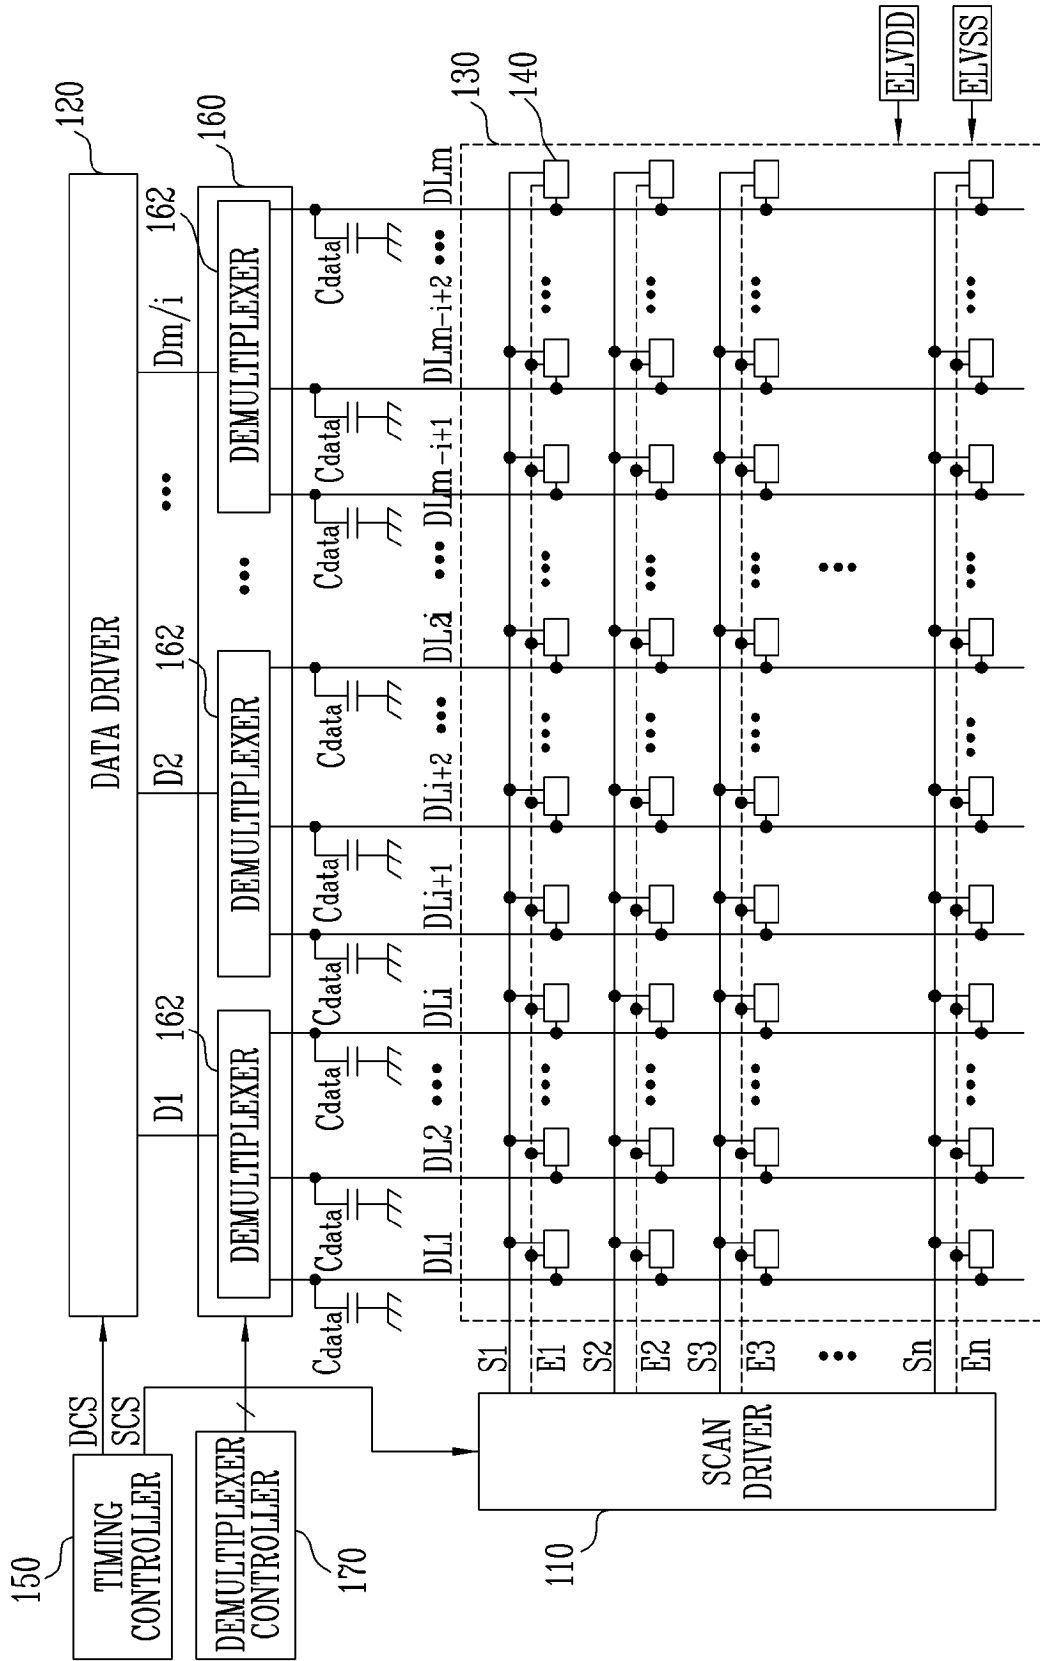 150
TIMING
CONTROLLER
DCS
SCS
DATA DRIVER
120
D1
D2
•••
Dm/i
160
DEMULTIPLEXER
CONTROLLER
170
DEMULTIPLEXER
162
DEMULTIPLEXER
162
•••
DEMULTIPLEXER
162
Cdata
Cdata
Cdata
Cdata
Cdata
Cdata
Cdata
Cdata
Cdata
DL1
DL2
•••
DLi
DLi+1
DLi+2
•••
DL2i
•••
DLm-i+1
DLm-i+2
•••
DLm
130
140
SCAN
DRIVER
110
S1
E1
S2
E2
S3
E3
•••
Sn
En
ELVDD
ELVSS